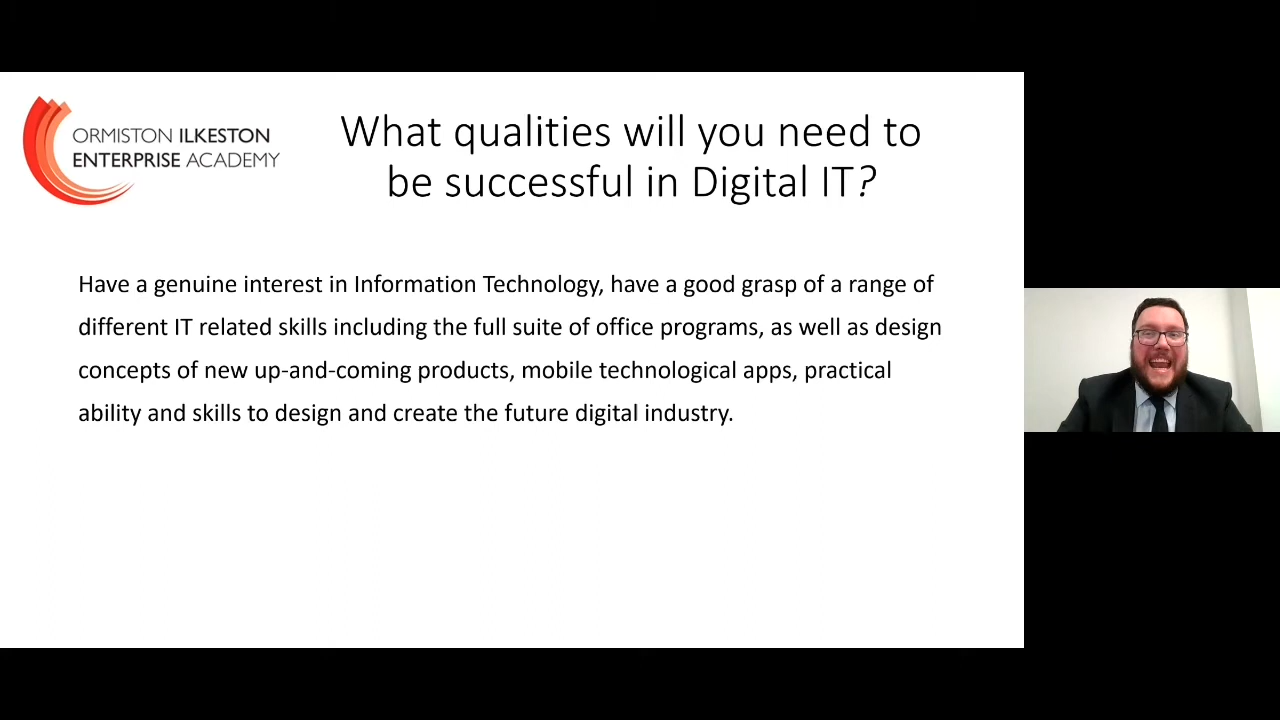 ORMISTON ILKESTON
ENTERPRISE ACADEMY
What qualities will you need to
be successful in Digital IT?
Have a genuine interest in Information Technology, have a good grasp of a range of
different IT related skills including the full suite of office programs, as well as design
concepts of new up-and-coming products, mobile technological apps, practical
ability and skills to design and create the future digital industry.